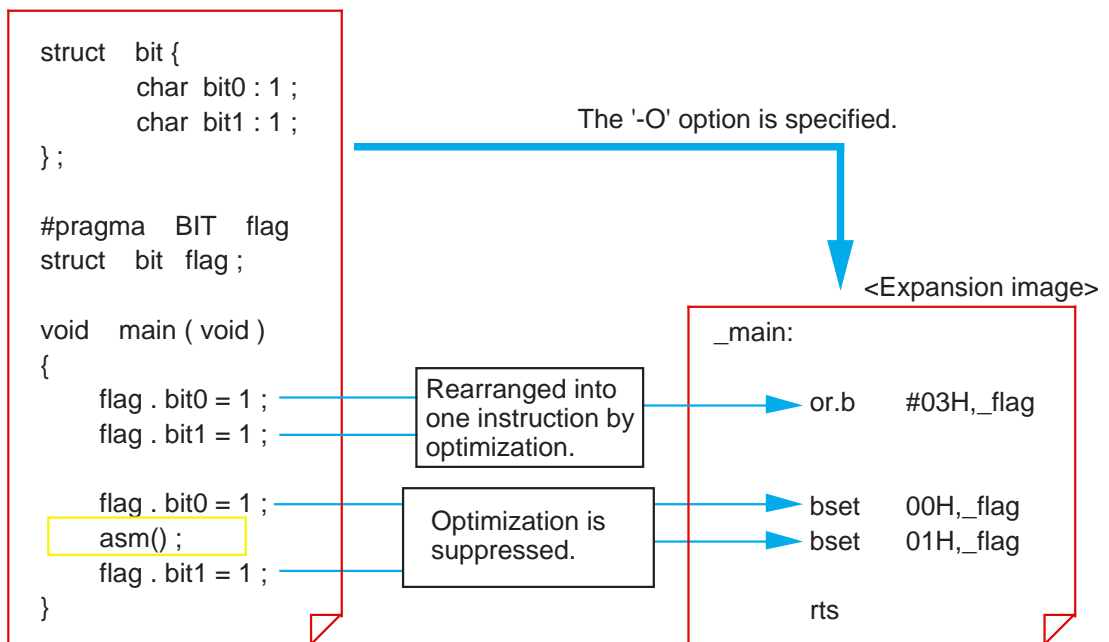 struct bit {
char bit0 : 1 ;
char bit1 : 1 ;
} ;
#pragma BIT flag
struct bit flag ;
void main ( void )
{
flag . bit0 = 1 ;
flag . bit1 = 1 ;
flag . bit0 = 1 ;
asm() ;
flag . bit1 = 1 ;
}
The '-O' option is specified.
Rearranged into
one instruction by
optimization.
Optimization is
suppressed.
<Expansion image>
_main:
or.b #03H,_flag
bset 00H,_flag
bset 01H,_flag
rts